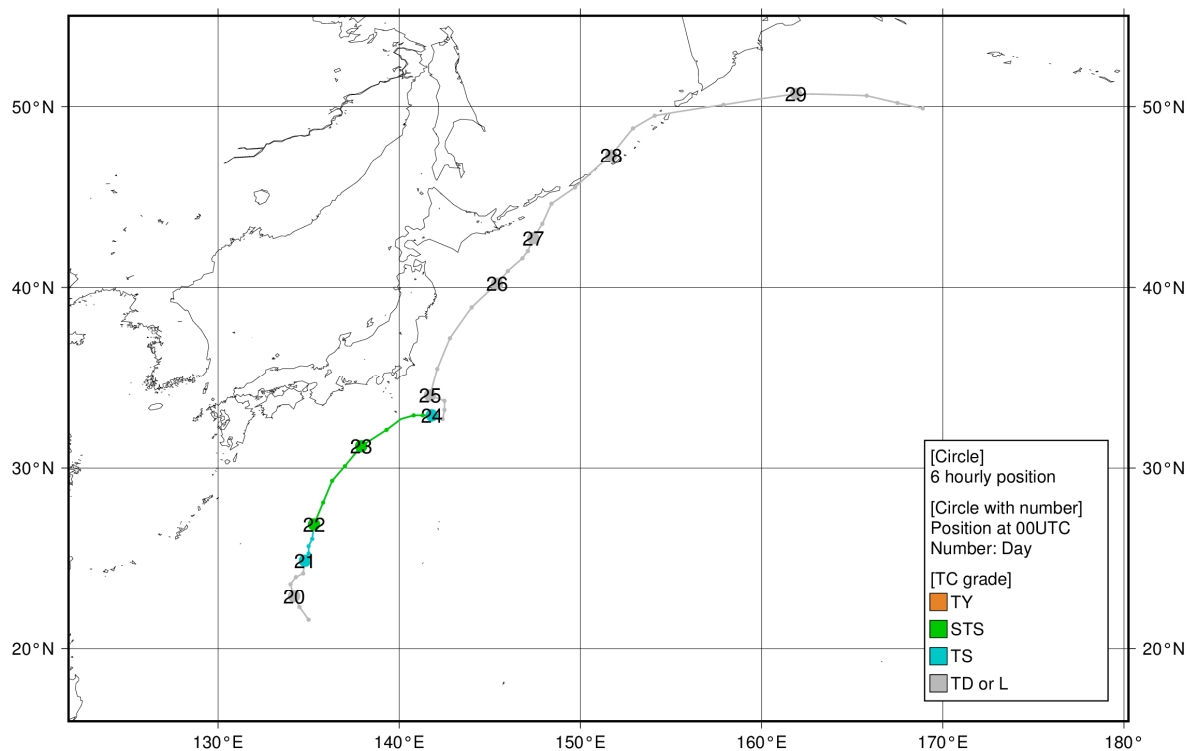 50°N
50°N
40°N
40°N
30°N
30°N
20°N
20°N
29
28
27
26
25
24
23
22
21
20
[Circle]
6 hourly position
[Circle with number]
Position at 00UTC
Number: Day
[TC grade]
TY
STS
TS
TD or L
130°E
140°E
150°E
160°E
170°E
180°